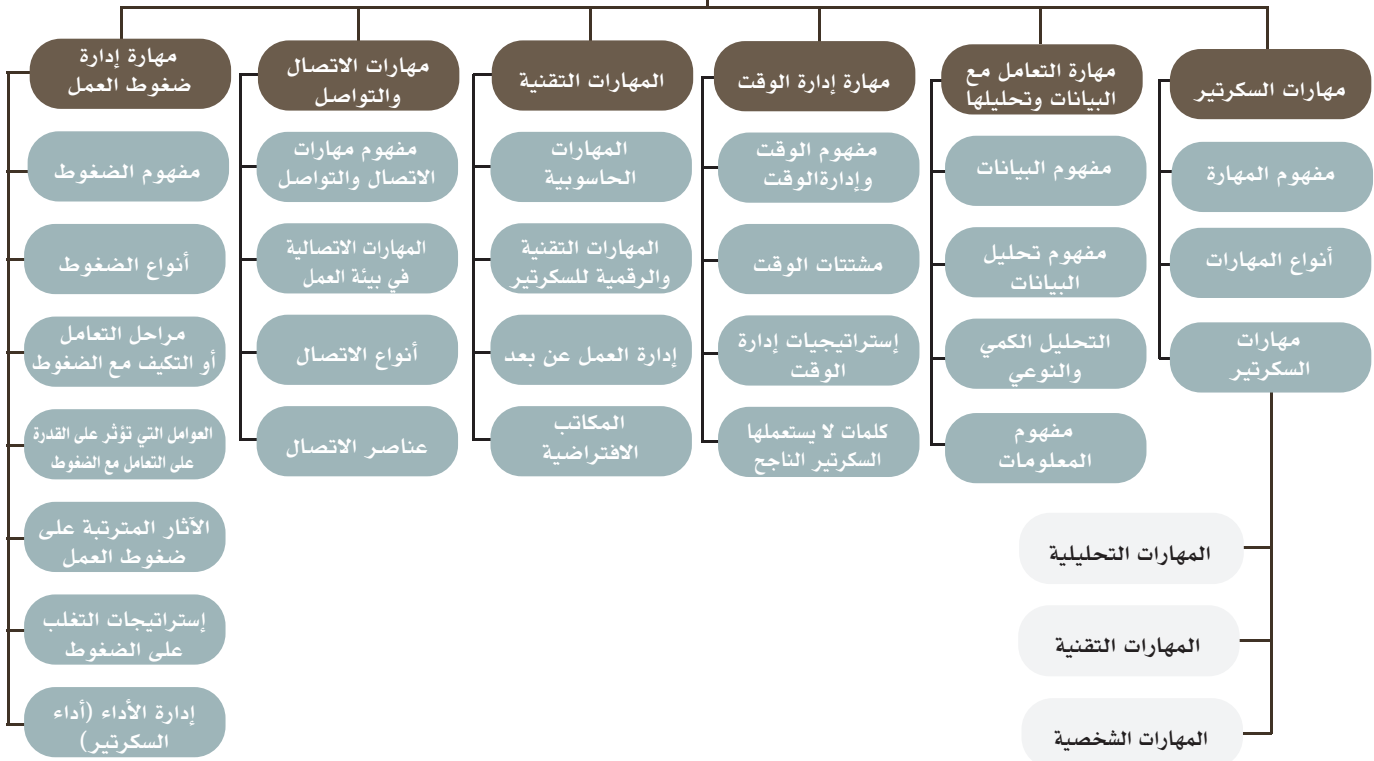 مهارات السكرتير
مفهوم المهارة
أنواع المهارات
مهارات
السكرتير
المهارات التحليلية
المهارات التقنية
المهارات الشخصية
مهارة التعامل مع
البيانات وتحليلها
مفهوم البيانات
مفهوم تحليل
البيانات
التحليل الكمي
والنوعي
مفهوم
المعلومات
مهارة إدارة الوقت
مفهوم الوقت
وإدارةالوقت
مشتتات الوقت
إستراتيجيات إدارة
الوقت
كلمات لا يستعملها
السكرتير الناجح
المهارات التقنية
المهارات
الحاسوبية
المهارات التقنية
والرقمية للسكرتير
إدارة العمل عن بعد
المكاتب
الافتراضية
مهارات الاتصال
والتواصل
مفهوم مهارات
الاتصال والتواصل
المهارات الاتصالية
في بيئة العمل
أنواع الاتصال
عناصر الاتصال
مهارة إدارة
ضغوط العمل
مفهوم الضغوط
أنواع الضغوط
مراحل التعامل
أو التكيف مع الضغوط
العوامل التي تؤثر على القدرة
على التعامل مع الضغوط
الآثار المترتبة على
ضغوط العمل
إستراتيجات التغلب
على الضغوط
إدارة الأداء (أداء
السكرتير)